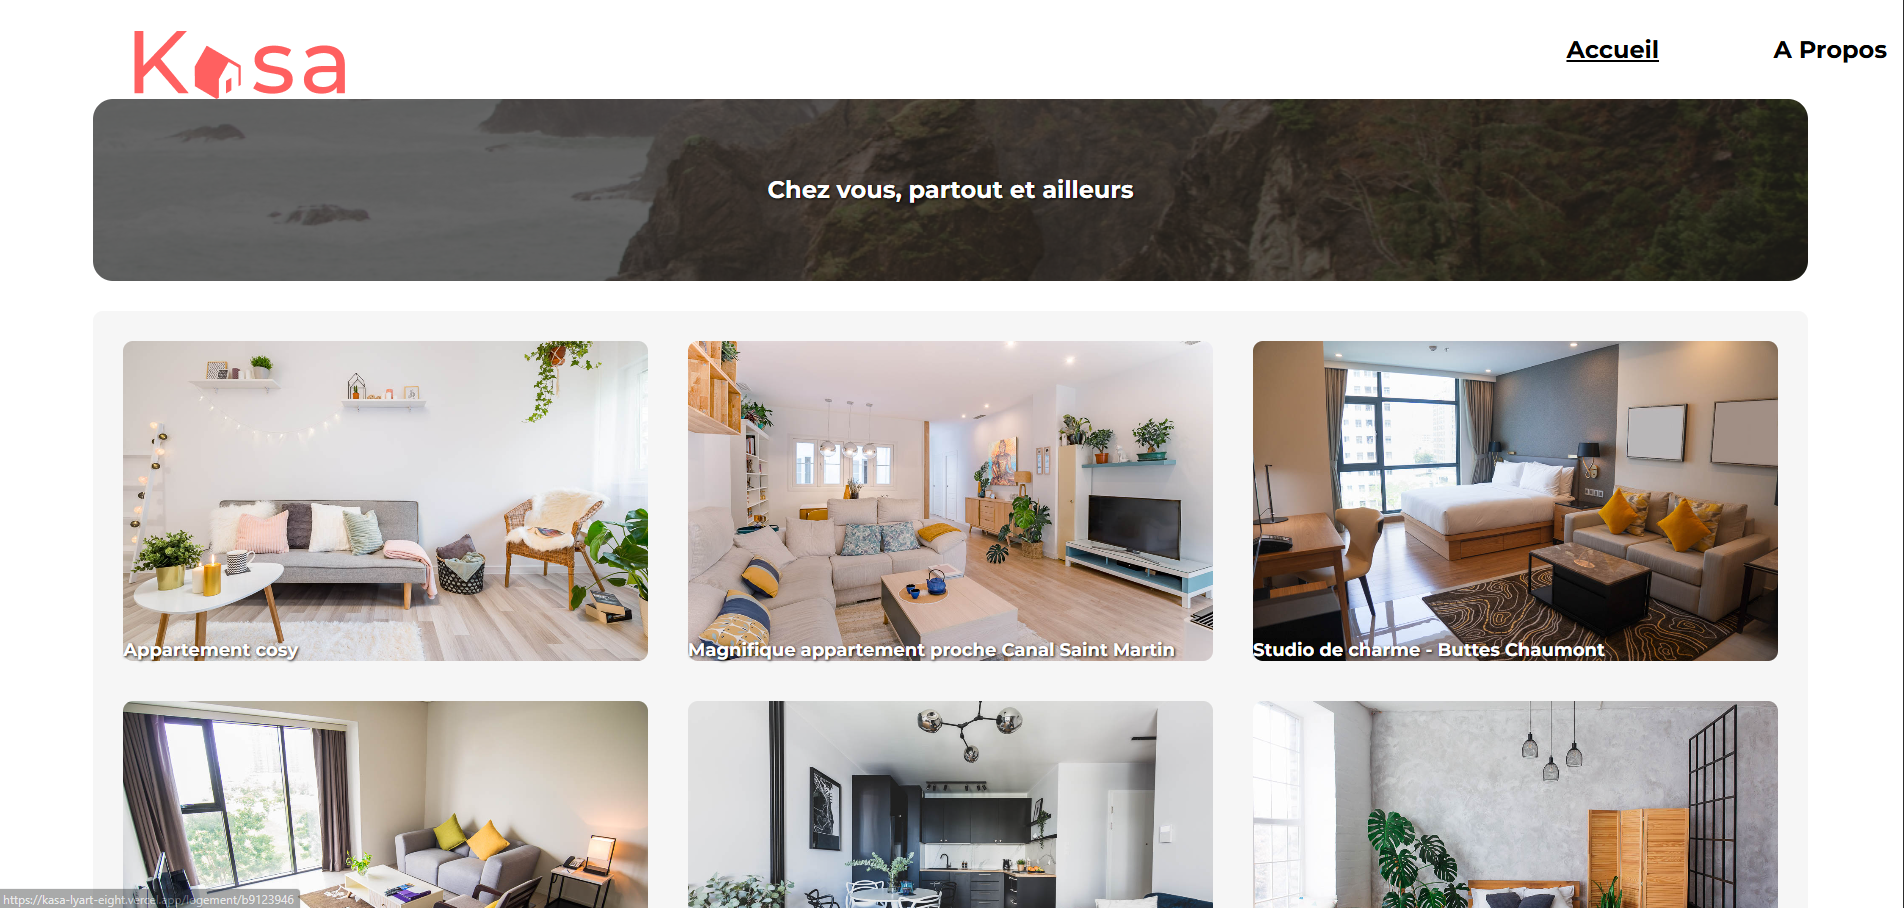 Kasa
Accueil
A Propos
Chez vous, partout et ailleurs
Appartement cosy
Magnifique appartement proche Canal Saint Martin
Studio de charme - Buttes Chaumont
https://kasa-lyart-eight.vercel.app/logement/b9123946